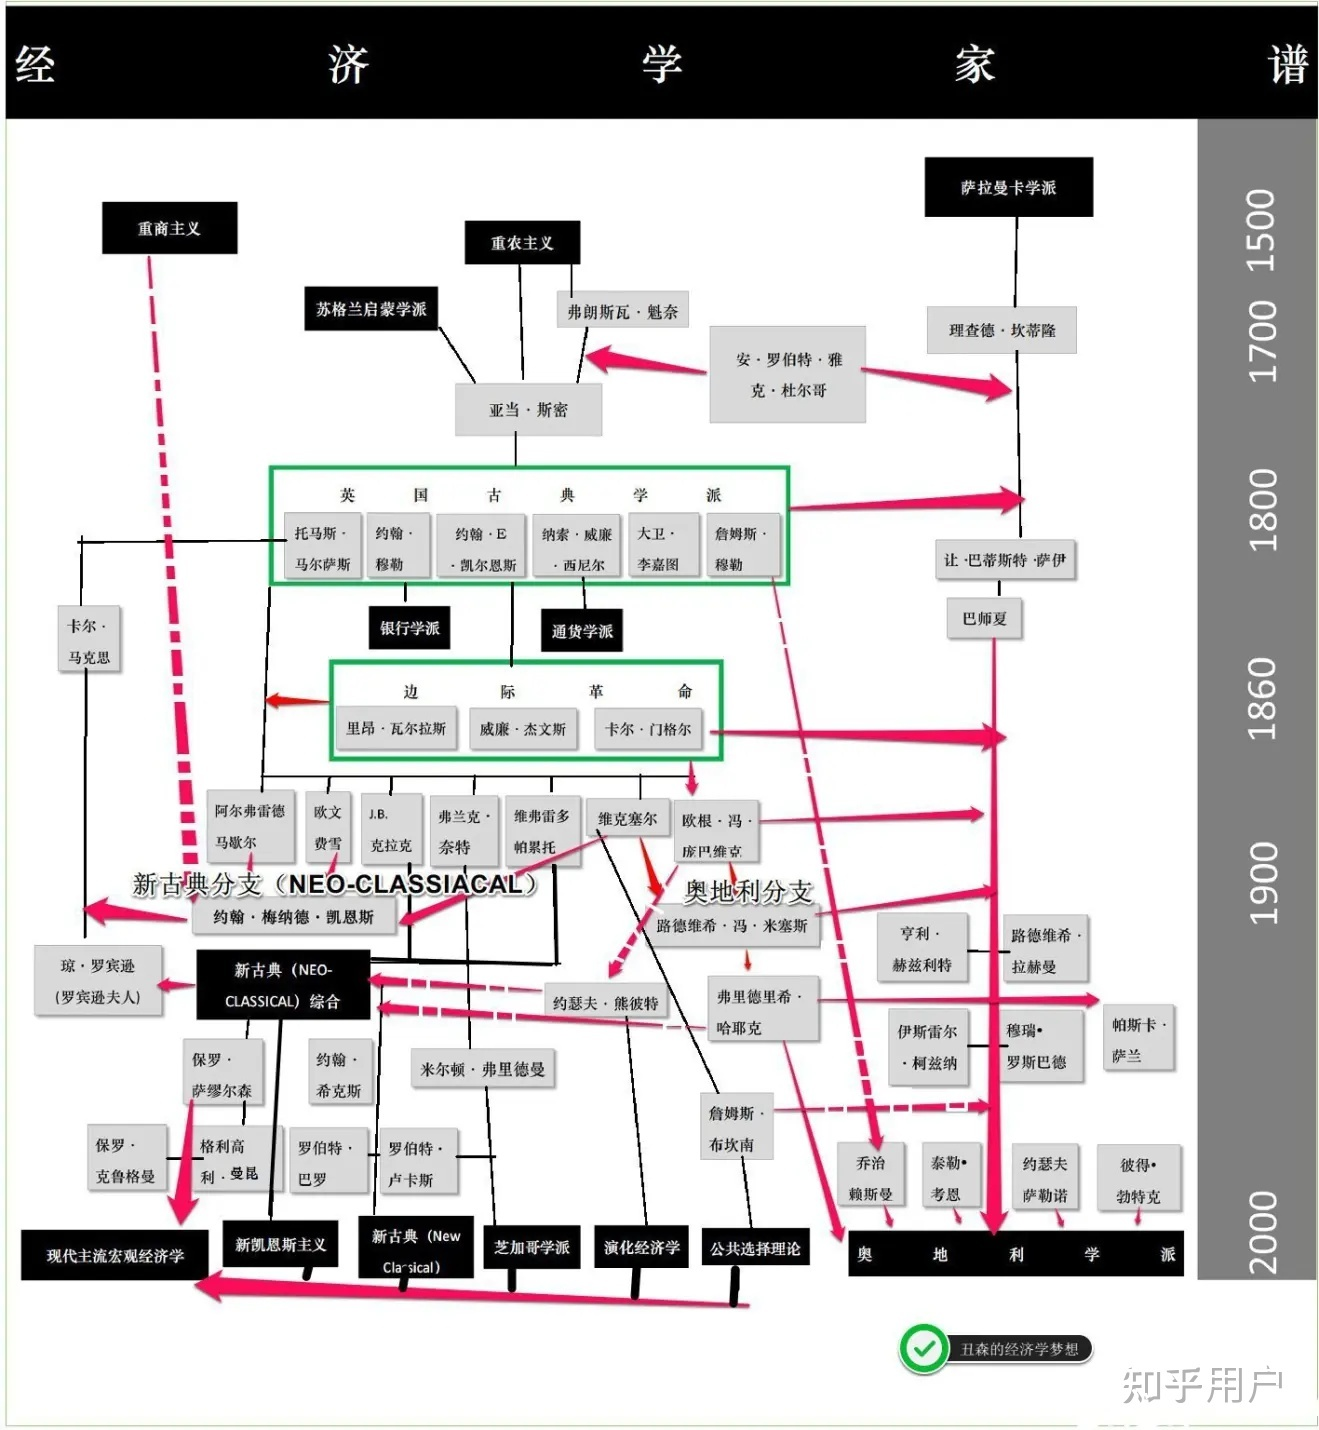 经 济 学 家 谱
萨拉曼卡学派
1500
重商主义
重农主义
苏格兰启蒙学派
弗朗斯瓦·魁奈
理查德·坎蒂隆
1700
安·罗伯特·雅
克·杜尔哥
亚当·斯密
英 国 古 典 学 派
1800
托马斯·
马尔萨斯
约翰·
穆勒
约翰·E
·凯尔恩斯
纳索·威廉
·西尼尔
大卫·
李嘉图
詹姆斯·
穆勒
让·巴蒂斯特·萨伊
卡尔·
马克思
银行学派
通货学派
巴师夏
边 际 革 命
1860
里昂·瓦尔拉斯
威廉·杰文斯
卡尔·门格尔
阿尔弗雷德
马歇尔
欧文
费雪
J.B.
克拉克
弗兰克·
奈特
维弗雷多
帕累托
维克塞尔
欧根·冯·
庞巴维克
新古典分支（NEO-CLASSIACAL）
奥地利分支
1900
约翰·梅纳德·凯恩斯
路德维希·冯·米塞斯
亨利·
赫兹利特
路德维希·
拉赫曼
琼·罗宾逊
(罗宾逊夫人)
新古典（NEO-
CLASSICAL）综合
约瑟夫·熊彼特
弗里德里希·
哈耶克
伊斯雷尔
·柯兹纳
穆瑞•
罗斯巴德
帕斯卡·
萨兰
保罗·
萨缪尔森
约翰·
希克斯
米尔顿·弗里德曼
詹姆斯·
布坎南
保罗·
克鲁格曼
格利高
利·曼昆
罗伯特·
巴罗
罗伯特·
卢卡斯
乔治
赖斯曼
泰勒•
考恩
约瑟夫
萨勒诺
彼得•
勃特克
2000
现代主流宏观经济学
新凯恩斯主义
新古典（New
Classical）
芝加哥学派
演化经济学
公共选择理论
奥 地 利 学 派
丑森的经济学梦想
知乎用户